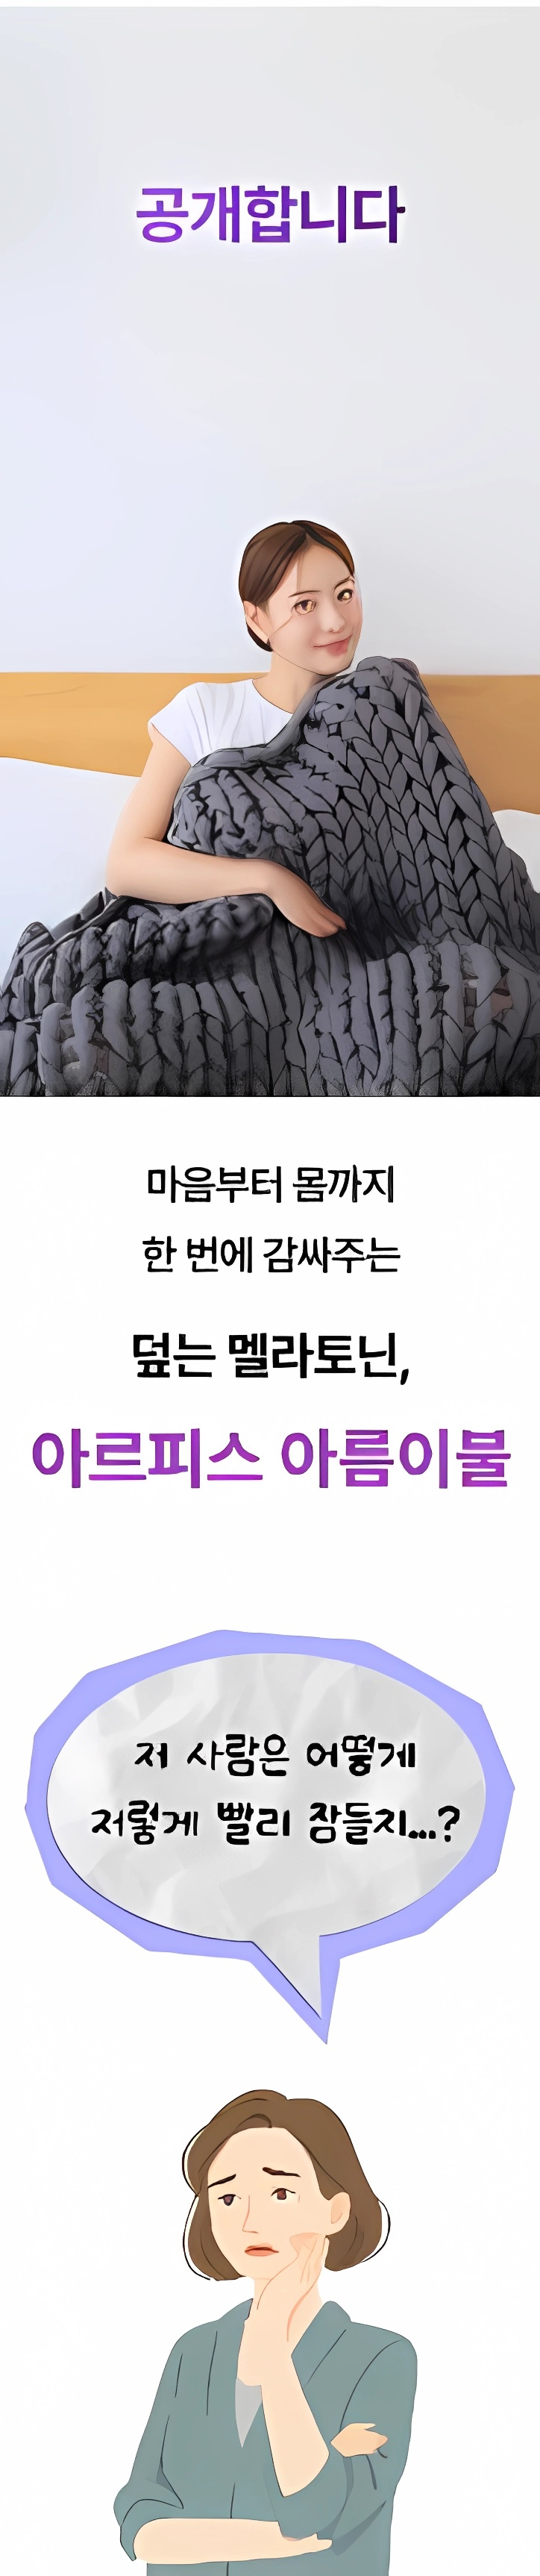 공개합니다
마음부터 몸까지
한 번에 감싸주는
덮는 멜라토닌,
아르피스 아름이불
저 사람은 어떻게
저렇게 빨리 잠들지...?